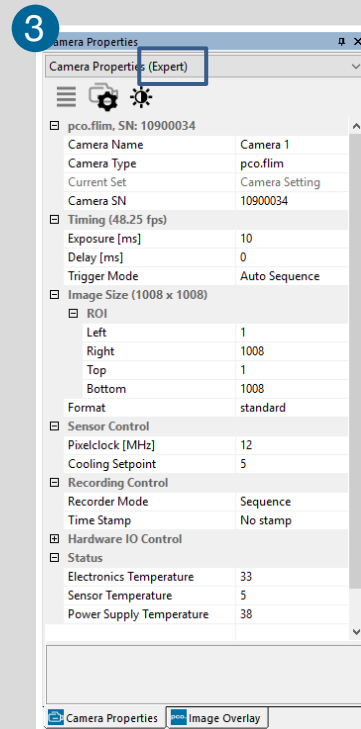 3
amera Properties
Camera Properties (Expert)
pco.flim, SN: 10900034
Camera Name Camera 1
Camera Type pco.flim
Current Set Camera Setting
Camera SN 10900034
Timing (48.25 fps)
Exposure [ms] 10
Delay [ms] 0
Trigger Mode Auto Sequence
Image Size (1008 x 1008)
ROI
Left 1
Right 1008
Top 1
Bottom 1008
Format standard
Sensor Control
Pixelclock [MHz] 12
Cooling Setpoint 5
Recording Control
Recorder Mode Sequence
Time Stamp No stamp
Hardware IO Control
Status
Electronics Temperature 33
Sensor Temperature 5
Power Supply Temperature 38
Camera Properties pco. Image Overlay